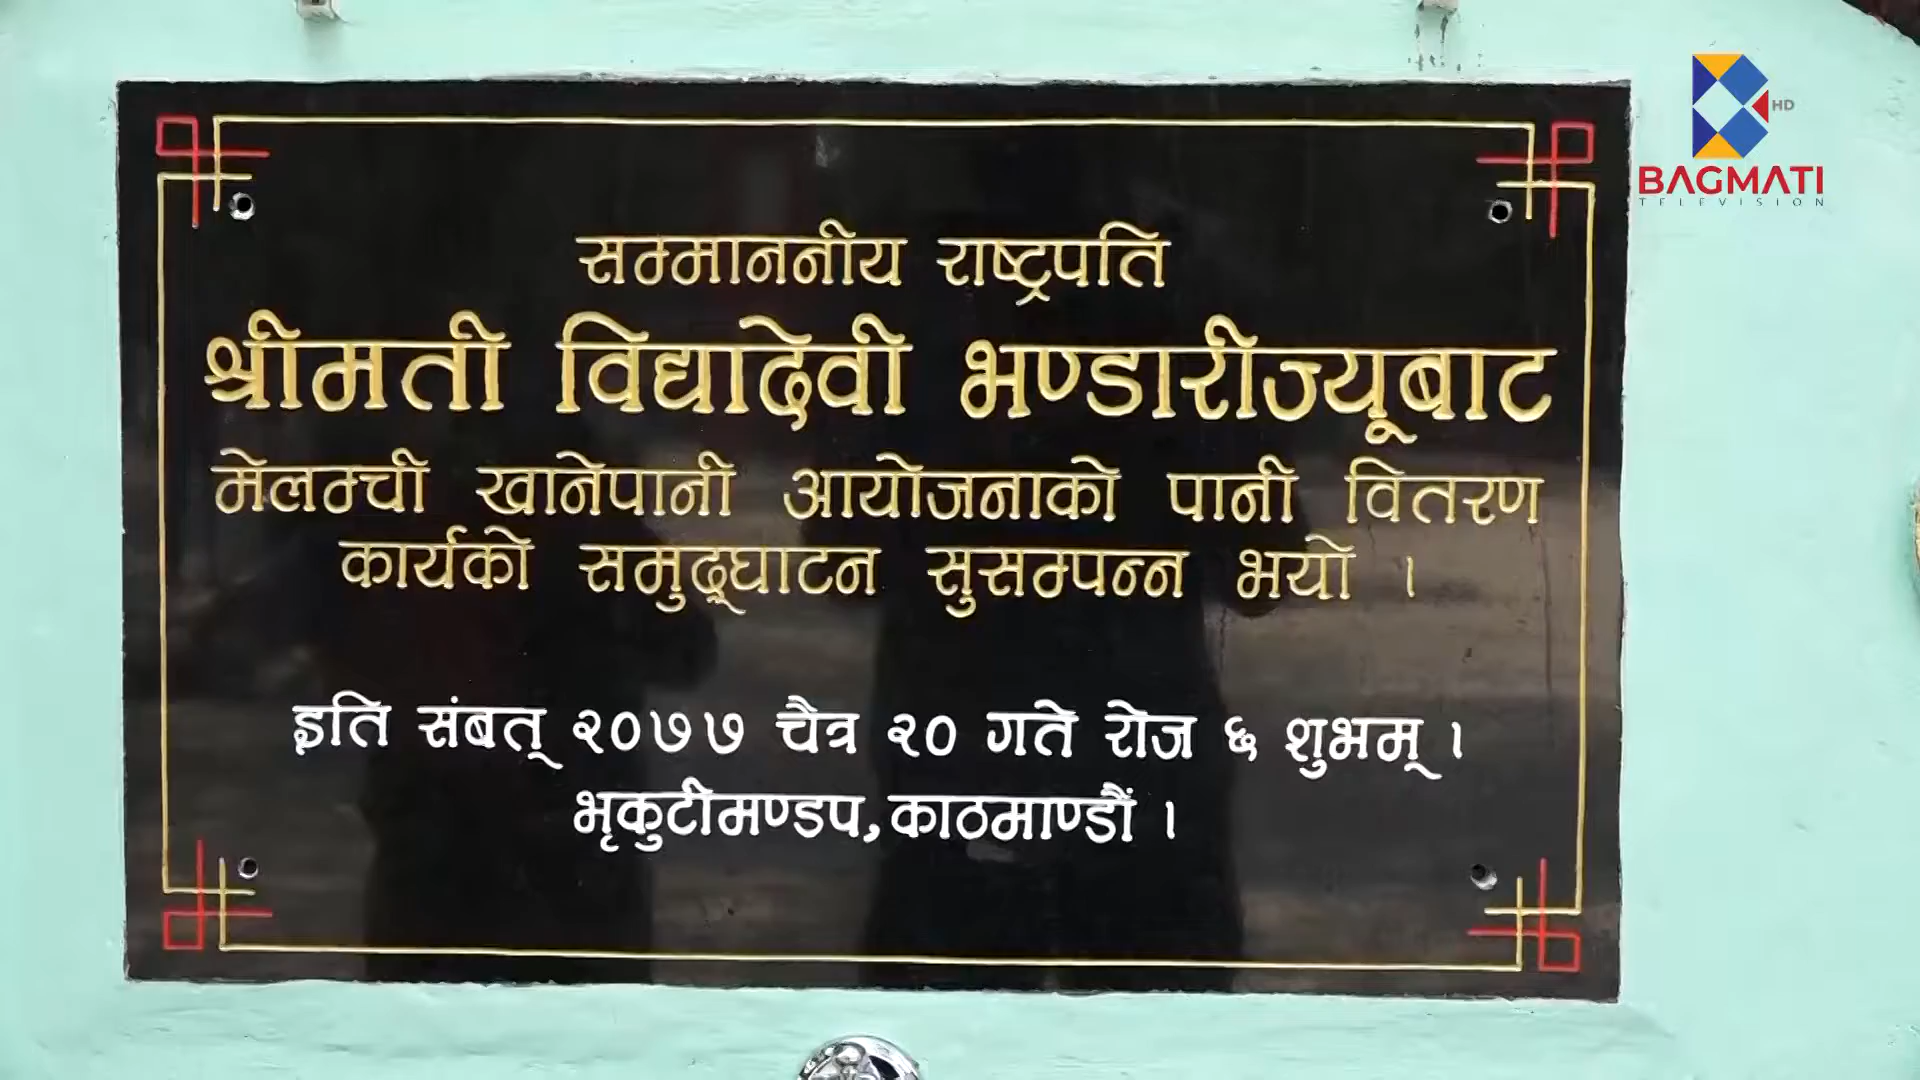 सम्माननीय राष्ट्रपति
श्रीमती विद्यादेवी भण्डारीज्यूबाट
मेलम्ची खानेपानी आयोजनाको पानी वितरण
कार्यको समुद्घाटन सुसम्पन्न भयो ।
इति संबत् २०७७ चैत्र २० गते रोज ६ शुभम् ।
भृकुटीमण्डप, काठमाण्डौं ।
HD
BAGMATI
TELEVISION